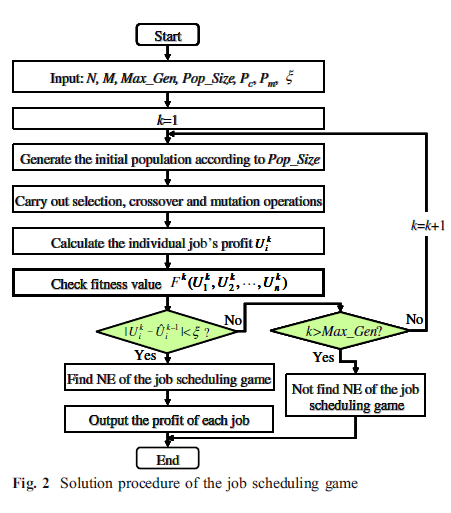 Start
Input: N, M, Max_Gen, Pop_Size, P_c, P_m, ξ
k=1
Generate the initial population according to Pop_Size
Carry out selection, crossover and mutation operations
k=k+1
Calculate the individual job's profit U_i^k
Check fitness value F^k(U_1^k, U_2^k, ⋯, U_n^k)
|U_i^k - Û_i^{k-1}|<ξ ?
No
k>Max_Gen?
No
Yes
Yes
Find NE of the job scheduling game
Not find NE of the job
scheduling game
Output the profit of each job
End
Fig. 2 Solution procedure of the job scheduling game